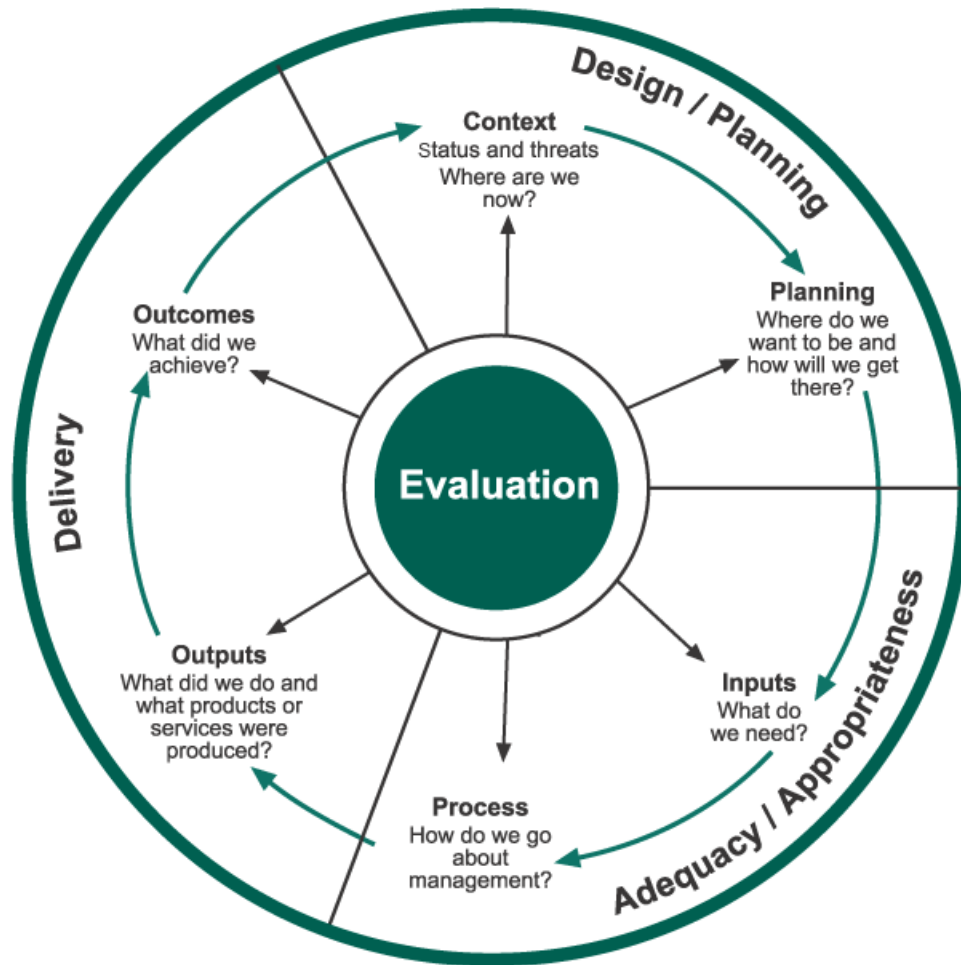 Design / Planning
Context
Status and threats
Where are we
now?
Planning
Where do we
want to be and
how will we get
there?
Outcomes
What did we
achieve?
Delivery
Evaluation
Outputs
What did we do and
what products or
services were
produced?
Inputs
What do
we need?
Process
How do we go
about
management?
Adequacy / Appropriateness